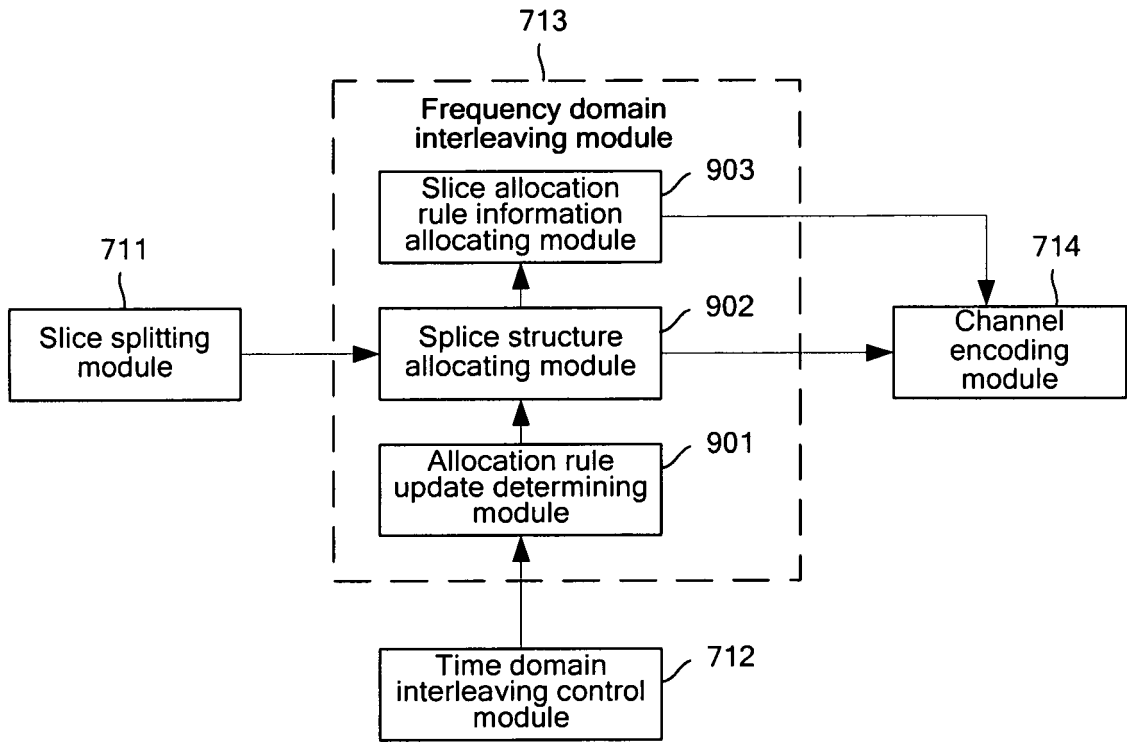 713
Frequency domain
interleaving module
903
Slice allocation
rule information
allocating module
711
Slice splitting
module
902
Splice structure
allocating module
714
Channel
encoding
module
901
Allocation rule
update determining
module
712
Time domain
interleaving control
module